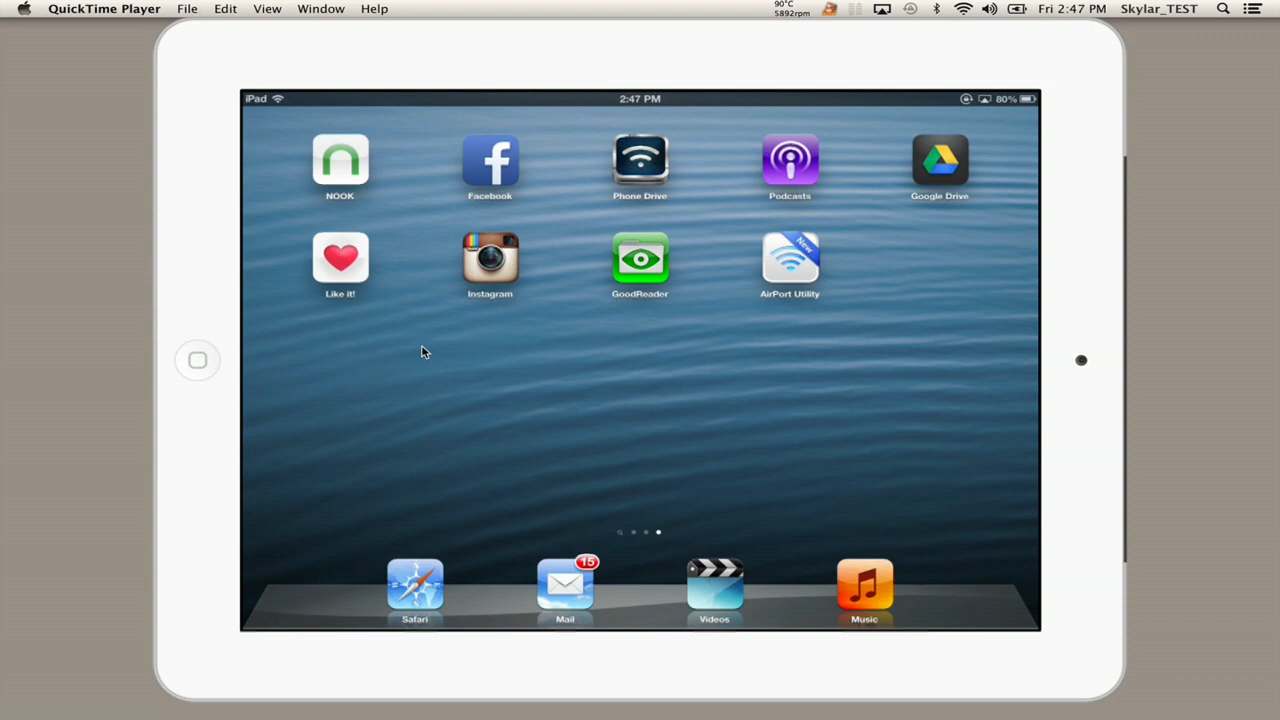 QuickTime Player File Edit View Window Help 90°C 5892rpm Fri 2:47 PM Skylar_TEST
iPad 2:47 PM 80%
NOOK Facebook Phone Drive Podcasts Google Drive
New
Like it! Instagram GoodReader AirPort Utility
15
Safari Mail Videos Music